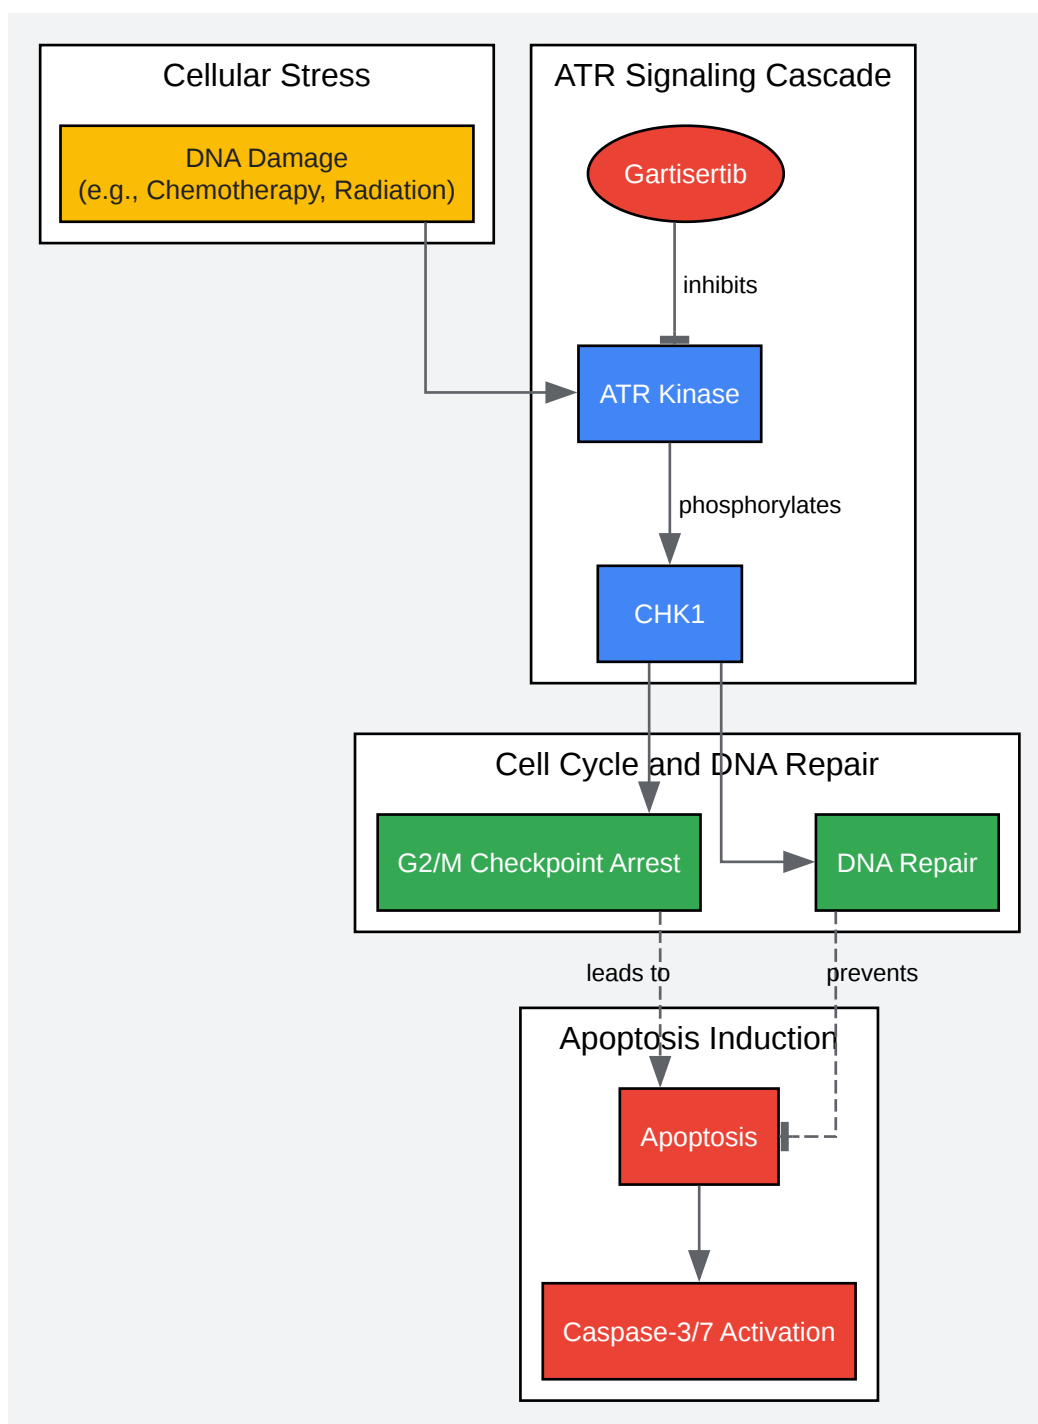 Cellular Stress
DNA Damage
(e.g., Chemotherapy, Radiation)
ATR Signaling Cascade
Gartisertib
inhibits
ATR Kinase
phosphorylates
CHK1
Cell Cycle and DNA Repair
G2/M Checkpoint Arrest
DNA Repair
leads to
prevents
Apoptosis Induction
Apoptosis
Caspase-3/7 Activation